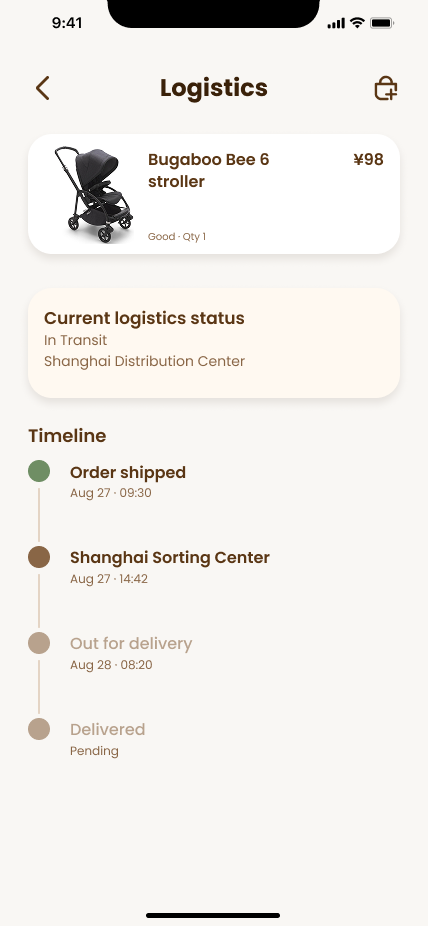 9:41
Logistics
Bugaboo Bee 6 ¥98
stroller
Good · Qty 1
Current logistics status
In Transit
Shanghai Distribution Center
Timeline
Order shipped
Aug 27 · 09:30
Shanghai Sorting Center
Aug 27 · 14:42
Out for delivery
Aug 28 · 08:20
Delivered
Pending